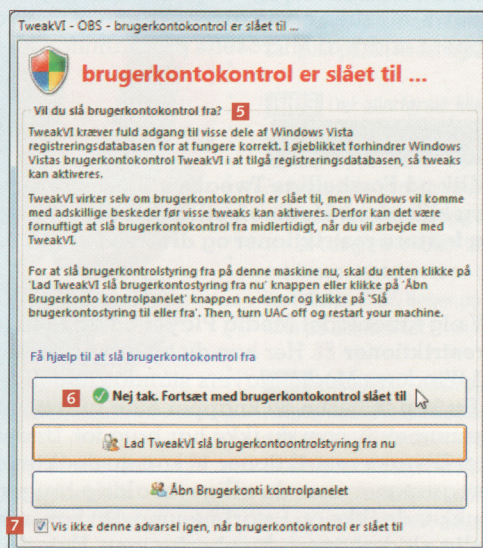 TweakVI - OBS - brugerkontokontrol er slået til ...
brugerkontokontrol er slået til ...
Vil du slå brugerkontokontrol fra? 5
TweakVI kræver fuld adgang til visse dele af Windows Vista
registreringsdatabasen for at fungere korrekt. I øjeblikket forhindrer Windows
Vistas brugerkontokontrol TweakVI i at tilgå registreringsdatabasen, så tweaks
kan aktiveres.
TweakVI virker selv om brugerkontokontrol er slået til, men Windows vil komme
med adskillige beskeder før visse tweaks kan aktiveres. Derfor kan det være
fornuftigt at slå brugerkontokontrol fra midlertidigt, når du vil arbejde med
TweakVI.
For at slå brugerkontrolstyring fra på denne maskine nu, skal du enten klikke på
'Lad TweakVI slå brugerkontostyring fra nu' knappen eller klikke på 'Åbn
Brugerkonto kontrolpanelet' knappen nedenfor og klikke på 'Slå
brugerkontostyring til eller fra'. Then, turn UAC off og restart your machine.
Få hjælp til at slå brugerkontokontrol fra
6 Nej tak. Fortsæt med brugerkontokontrol slået til
Lad TweakVI slå brugerkontoontrolstyring fra nu
Åbn Brugerkonti kontrolpanelet
7 Vis ikke denne advarsel igen, når brugerkontokontrol er slået til